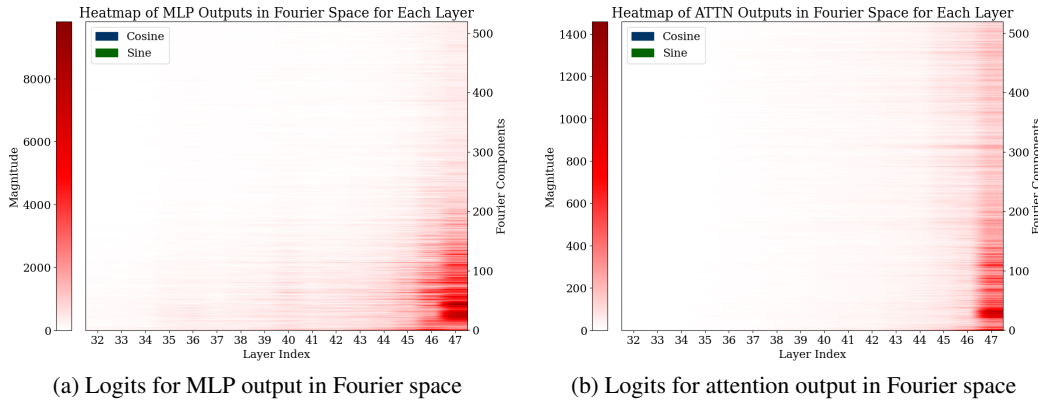 Heatmap of MLP Outputs in Fourier Space for Each Layer
Cosine
Sine
8000
6000
4000
2000
0
Magnitude
500
400
300
200
100
0
Fourier Components
32 33 34 35 36 37 38 39 40 41 42 43 44 45 46 47
Layer Index
(a) Logits for MLP output in Fourier space
Heatmap of ATTN Outputs in Fourier Space for Each Layer
Cosine
Sine
1400
1200
1000
800
600
400
200
0
Magnitude
500
400
300
200
100
0
Fourier Components
32 33 34 35 36 37 38 39 40 41 42 43 44 45 46 47
Layer Index
(b) Logits for attention output in Fourier space